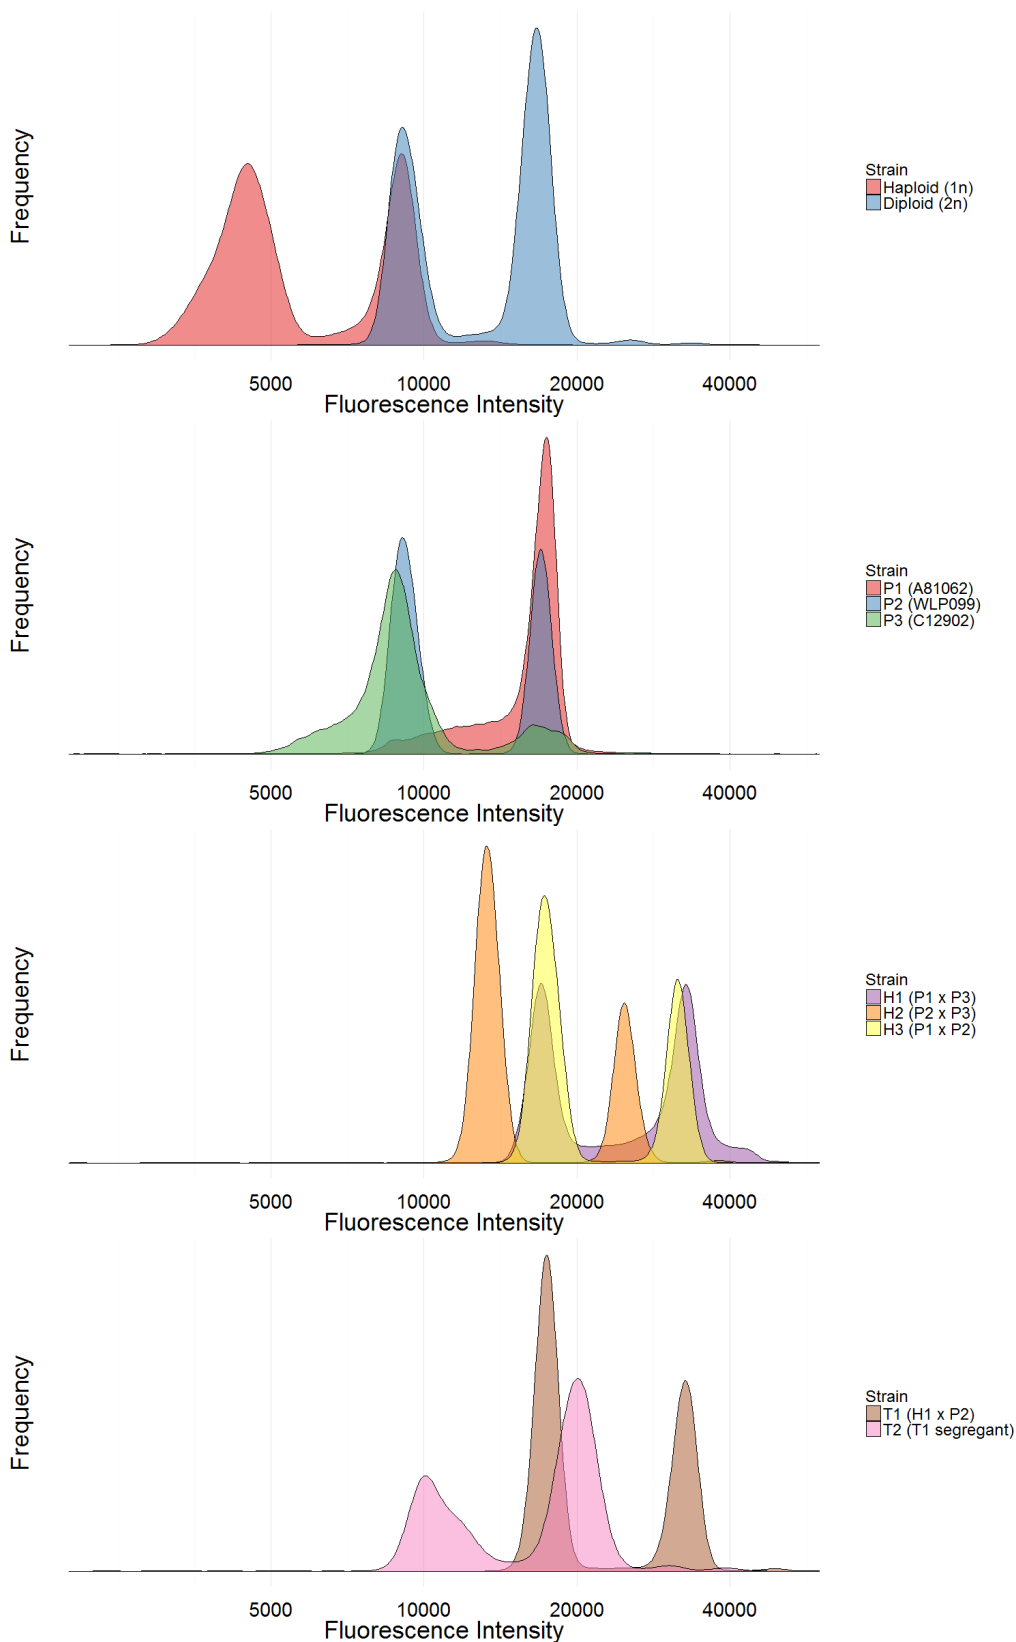 Frequency
Strain
Haploid (1n)
Diploid (2n)
5000 10000 20000 40000
Fluorescence Intensity
Frequency
Strain
P1 (A81062)
P2 (WLP099)
P3 (C12902)
5000 10000 20000 40000
Fluorescence Intensity
Frequency
Strain
H1 (P1 x P3)
H2 (P2 x P3)
H3 (P1 x P2)
5000 10000 20000 40000
Fluorescence Intensity
Frequency
Strain
T1 (H1 x P2)
T2 (T1 segregant)
5000 10000 20000 40000
Fluorescence Intensity